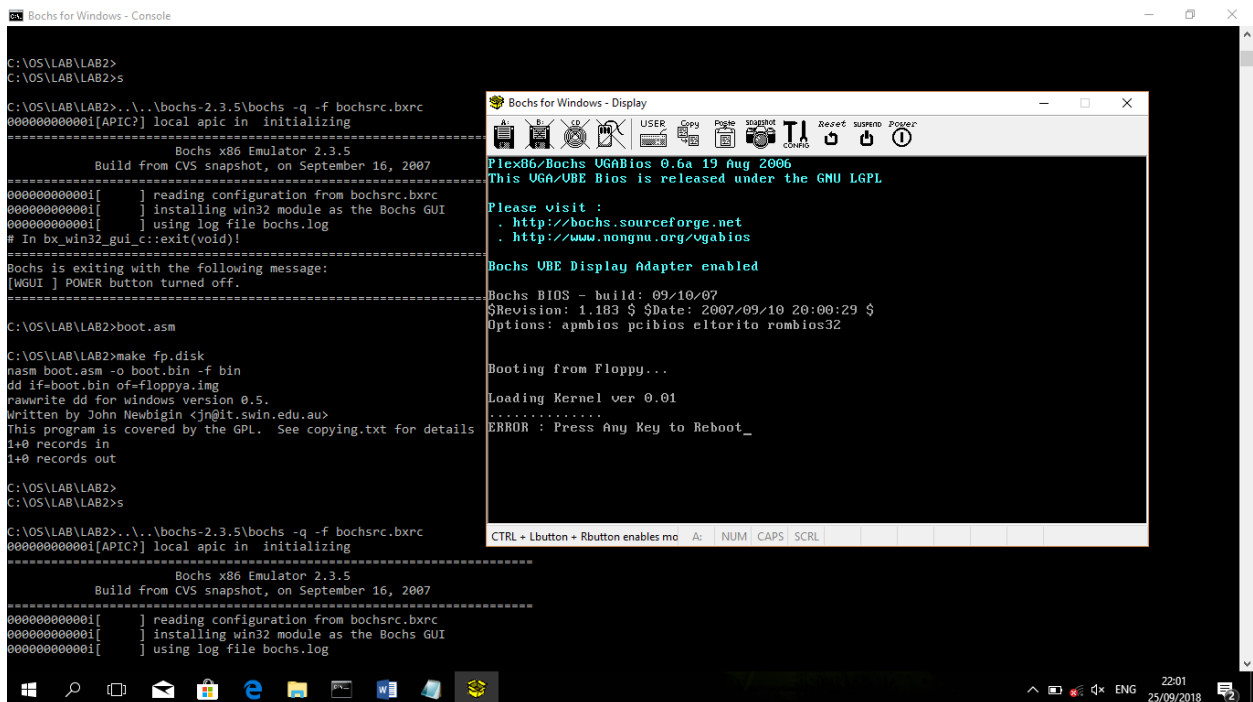 Bochs for Windows - Console
C:\OS\LAB\LAB2>
C:\OS\LAB\LAB2>s
C:\OS\LAB\LAB2>..\..\bochs-2.3.5\bochs -q -f bochsrc.bxrc
00000000000i[APIC?] local apic in  initializing
========================================================================
Bochs x86 Emulator 2.3.5
Build from CVS snapshot, on September 16, 2007
========================================================================
00000000000i[     ] reading configuration from bochsrc.bxrc
00000000000i[     ] installing win32 module as the Bochs GUI
00000000000i[     ] using log file bochs.log
# In bx_win32_gui_c::exit(void)!
========================================================================
Bochs is exiting with the following message:
[WGUI ] POWER button turned off.
========================================================================
C:\OS\LAB\LAB2>boot.asm
C:\OS\LAB\LAB2>make fp.disk
nasm boot.asm -o boot.bin -f bin
dd if=boot.bin of=floppya.img
rawwrite dd for windows version 0.5.
Written by John Newbigin <jn@it.swin.edu.au>
This program is covered by the GPL.  See copying.txt for details
1+0 records in
1+0 records out
C:\OS\LAB\LAB2>
C:\OS\LAB\LAB2>s
C:\OS\LAB\LAB2>..\..\bochs-2.3.5\bochs -q -f bochsrc.bxrc
00000000000i[APIC?] local apic in  initializing
========================================================================
Bochs x86 Emulator 2.3.5
Build from CVS snapshot, on September 16, 2007
========================================================================
00000000000i[     ] reading configuration from bochsrc.bxrc
00000000000i[     ] installing win32 module as the Bochs GUI
00000000000i[     ] using log file bochs.log
Bochs for Windows - Display
A: B: CD USER Copy Paste snapshot CONFIG Reset SUSPEND Power
Plex86/Bochs VGABios 0.6a 19 Aug 2006
This VGA/VBE Bios is released under the GNU LGPL
Please visit :
. http://bochs.sourceforge.net
. http://www.nongnu.org/vgabios
Bochs VBE Display Adapter enabled
Bochs BIOS - build: 09/10/07
$Revision: 1.183 $ $Date: 2007/09/10 20:00:29 $
Options: apmbios pcibios eltorito rombios32
Booting from Floppy...
Loading Kernel ver 0.01
..............
ERROR : Press Any Key to Reboot_
CTRL + Lbutton + Rbutton enables mo A: NUM CAPS SCRL
ENG
22:01
25/09/2018
2